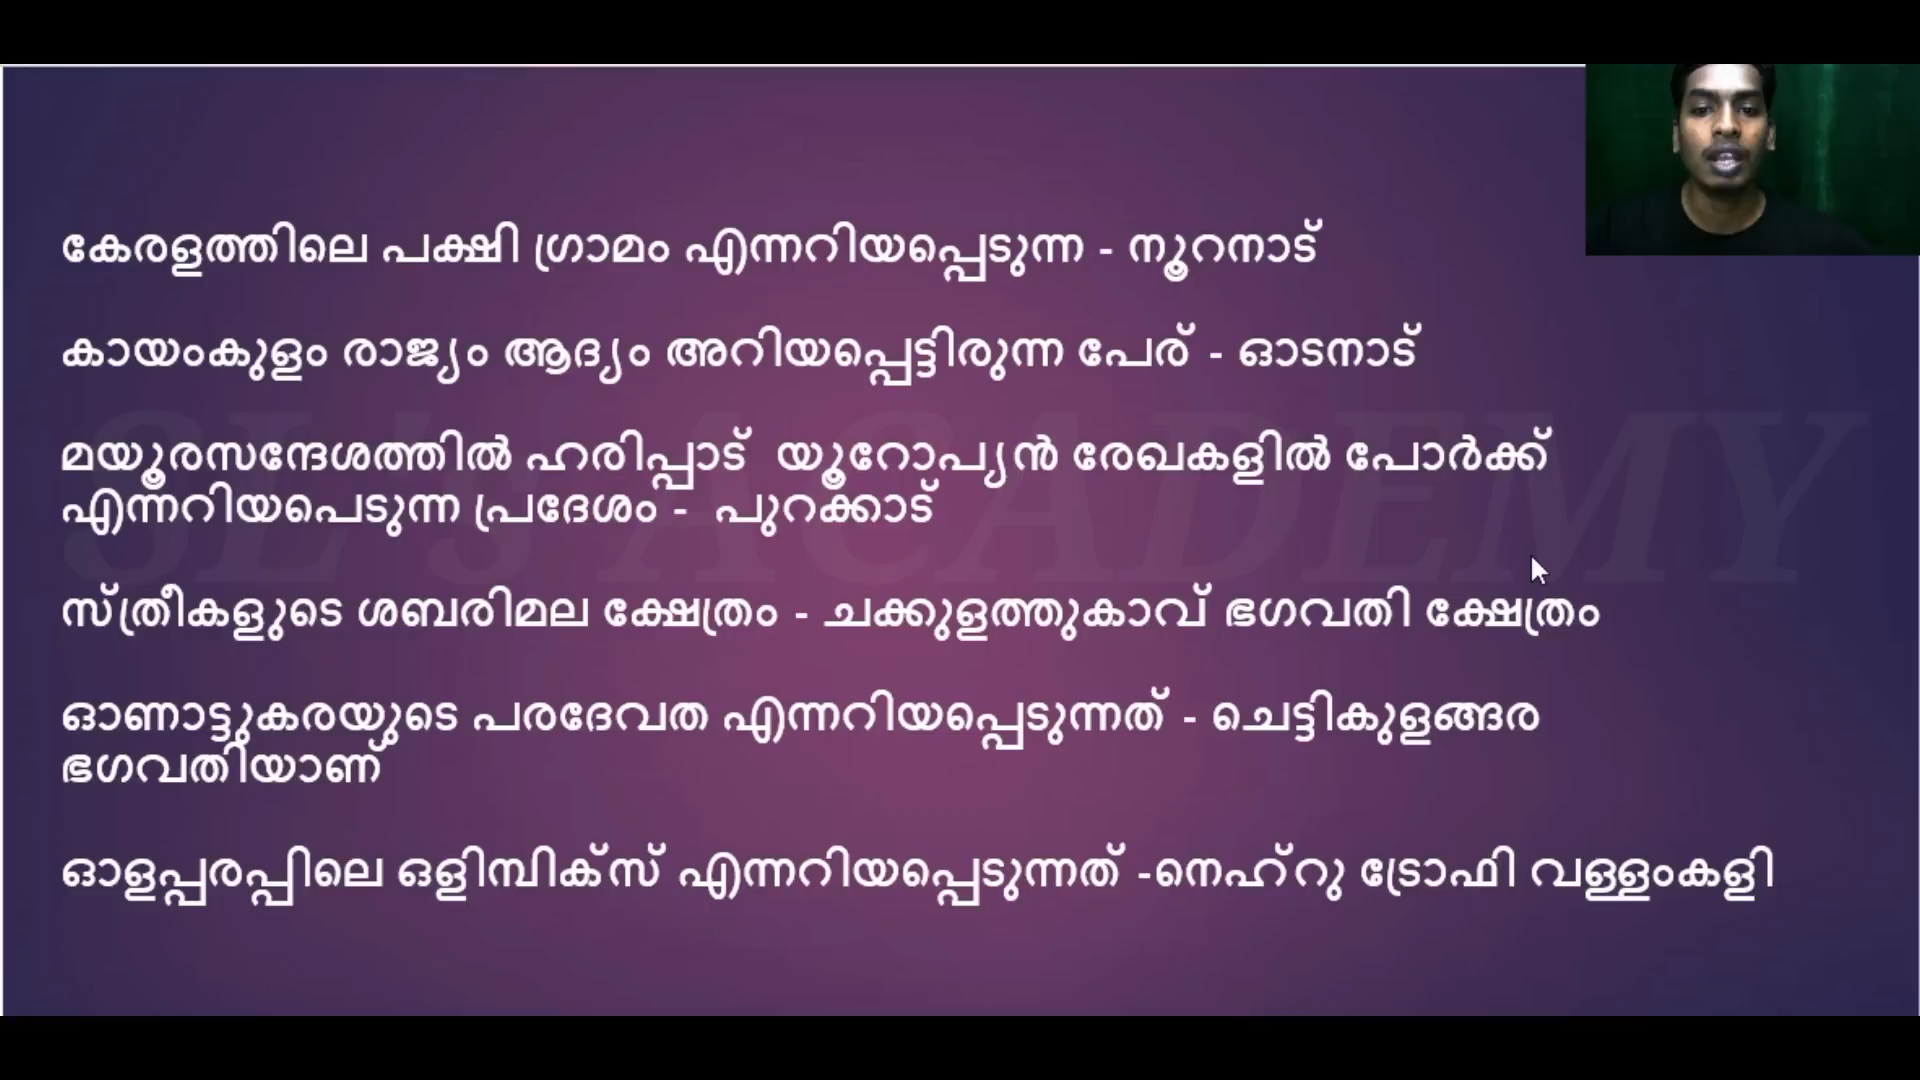 കേരളത്തിലെ പക്ഷി ഗ്രാമം എന്നറിയപ്പെടുന്ന - നൂറനാട്
കായംകുളം രാജ്യം ആദ്യം അറിയപ്പെട്ടിരുന്ന പേര് - ഓടനാട്
മയൂരസന്ദേശത്തിൽ ഹരിപ്പാട് യൂറോപ്യൻ രേഖകളിൽ പോർക്ക്
എന്നറിയപെടുന്ന പ്രദേശം - പുറക്കാട്
SL'S ACADEMY
സ്ത്രീകളുടെ ശബരിമല ക്ഷേത്രം - ചക്കുളത്തുകാവ് ഭഗവതി ക്ഷേത്രം
ഓണാട്ടുകരയുടെ പരദേവത എന്നറിയപ്പെടുന്നത് - ചെട്ടികുളങ്ങര
ഭഗവതിയാണ്
ഓളപ്പരപ്പിലെ ഒളിമ്പിക്സ് എന്നറിയപ്പെടുന്നത് -നെഹ്റു ട്രോഫി വള്ളംകളി